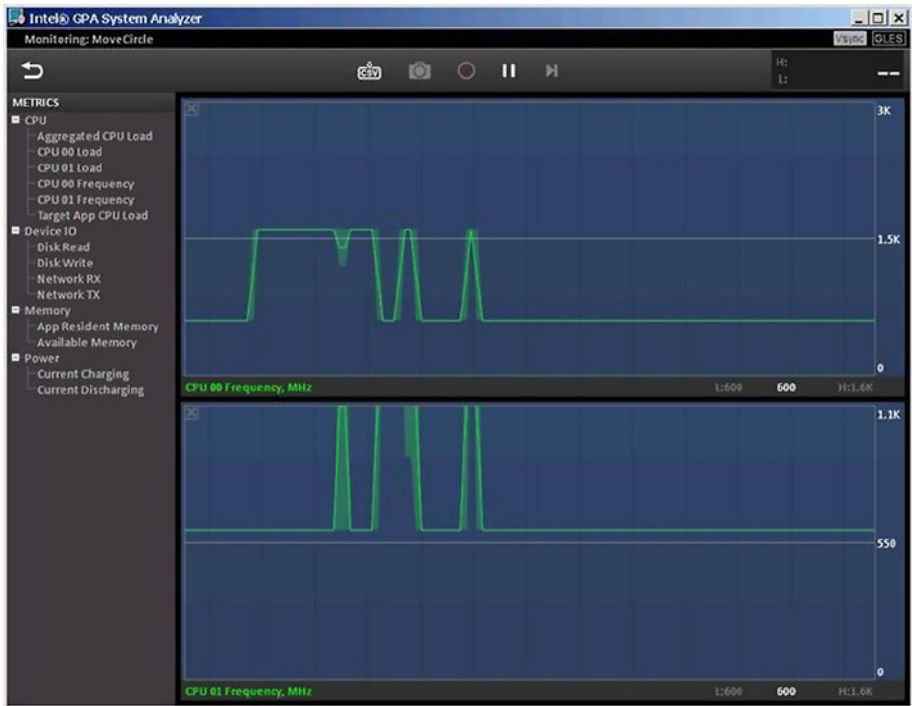 Intel® GPA System Analyzer
Monitoring: MoveCircle
Vsync GLES
CSV
H:
L:
--
METRICS
CPU
Aggregated CPU Load
CPU 00 Load
CPU 01 Load
CPU 00 Frequency
CPU 01 Frequency
Target App CPU Load
Device IO
Disk Read
Disk Write
Network RX
Network TX
Memory
App Resident Memory
Available Memory
Power
Current Charging
Current Discharging
3K
1.5K
0
CPU 00 Frequency, MHz L:600 600 H:1.6K
1.1K
550
0
CPU 01 Frequency, MHz L:600 600 H:1.6K